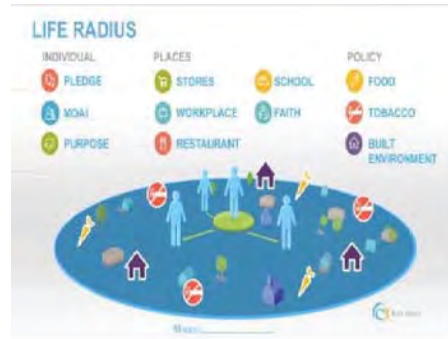 LIFE RADIUS
INDIVIDUAL PLACES POLICY
PLEDGE STORES SCHOOL FOOD
MOAI WORKPLACE FAITH TOBACCO
PURPOSE RESTAURANT BUILT
ENVIRONMENT